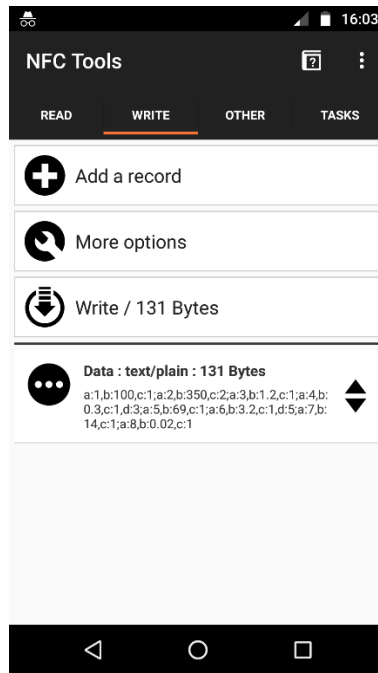 16:03
NFC Tools
READ WRITE OTHER TASKS
Add a record
More options
Write / 131 Bytes
Data : text/plain : 131 Bytes
a:1,b:100,c:1;a:2,b:350,c:2;a:3,b:1.2,c:1;a:4,b:
0.3,c:1,d:3;a:5,b:69,c:1;a:6,b:3.2,c:1,d:5;a:7,b:
14,c:1;a:8,b:0.02,c:1